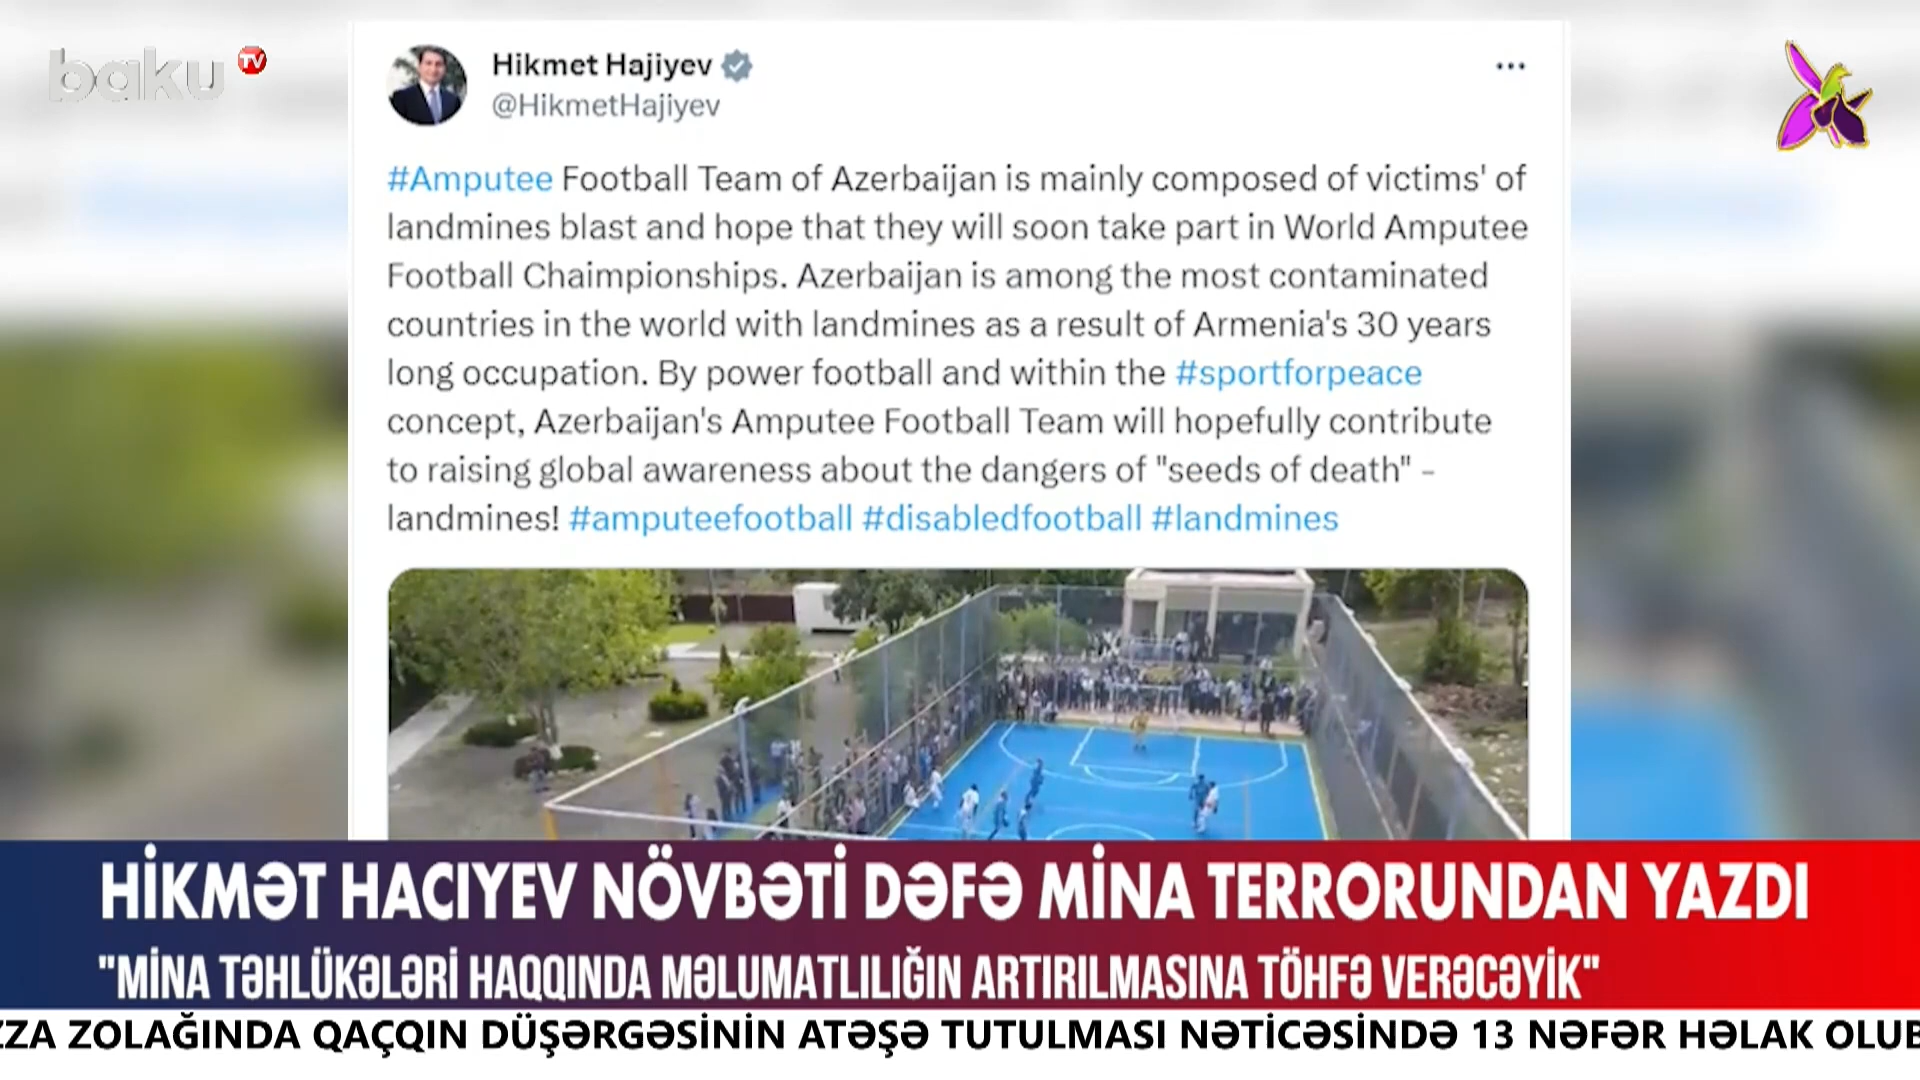 baku TV
Hikmet Hajiyev
@HikmetHajiyev
#Amputee Football Team of Azerbaijan is mainly composed of victims' of
landmines blast and hope that they will soon take part in World Amputee
Football Chaimpionships. Azerbaijan is among the most contaminated
countries in the world with landmines as a result of Armenia's 30 years
long occupation. By power football and within the #sportforpeace
concept, Azerbaijan's Amputee Football Team will hopefully contribute
to raising global awareness about the dangers of "seeds of death" -
landmines! #amputeefootball #disabledfootball #landmines
HİKMƏT HACIYEV NÖVBƏTİ DƏFƏ MİNA TERRORUNDAN YAZDI
"MİNA TƏHLÜKƏLƏRİ HAQQINDA MƏLUMATLILIĞIN ARTIRILMASINA TÖHFƏ VERƏCƏYİK"
ZZA ZOLAĞINDA QAÇQIN DÜŞƏRGƏSİNİN ATƏŞƏ TUTULMASI NƏTİCƏSİNDƏ 13 NƏFƏR HƏLAK OLUB